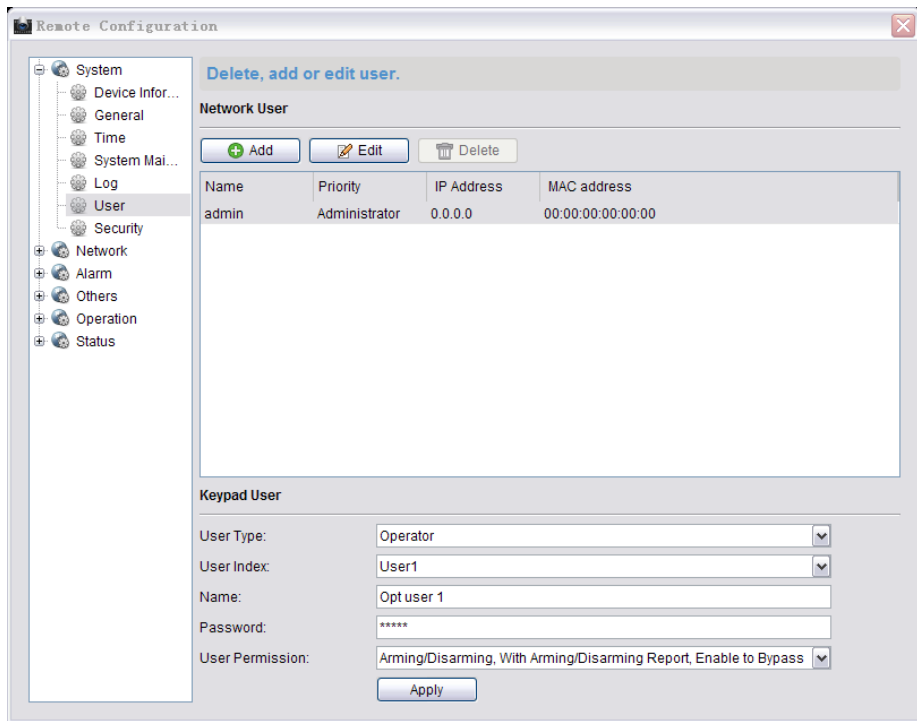 Remote Configuration
System
Device Infor...
General
Time
System Mai...
Log
User
Security
Network
Alarm
Others
Operation
Status
Delete, add or edit user.
Network User
Add Edit Delete
Name Priority IP Address MAC address
admin Administrator 0.0.0.0 00:00:00:00:00:00
Keypad User
User Type: Operator
User Index: User1
Name: Opt user 1
Password: *****
User Permission: Arming/Disarming, With Arming/Disarming Report, Enable to Bypass
Apply